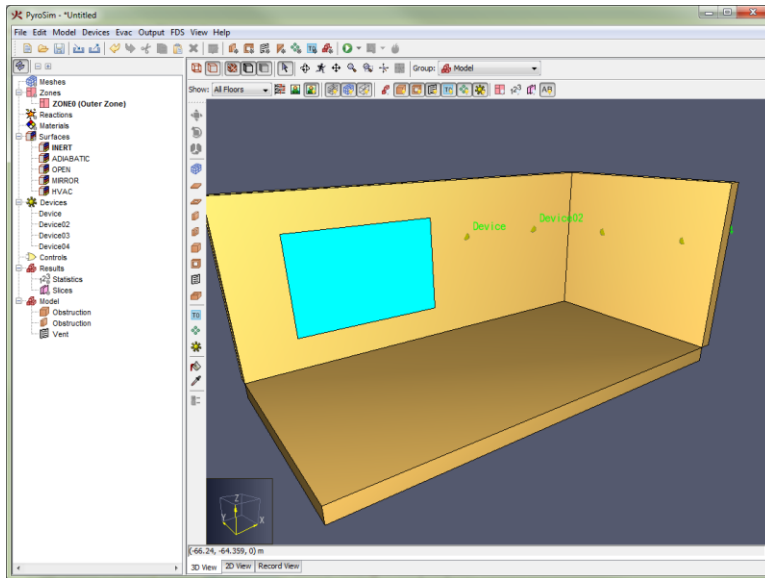 PyroSim - "Untitled
File Edit Model Devices Evac Output FDS View Help
Group: Model
Show: All Floors
Meshes
Zones
ZONE0 (Outer Zone)
Reactions
Materials
Surfaces
INERT
ADIABATIC
OPEN
MIRROR
HVAC
Devices
Device
Device02
Device03
Device04
Controls
Results
Statistics
Slices
Model
Obstruction
Obstruction
Vent
Device Device02
Z
Y X
(-66.24, -64.359, 0) m
3D View 2D View Record View